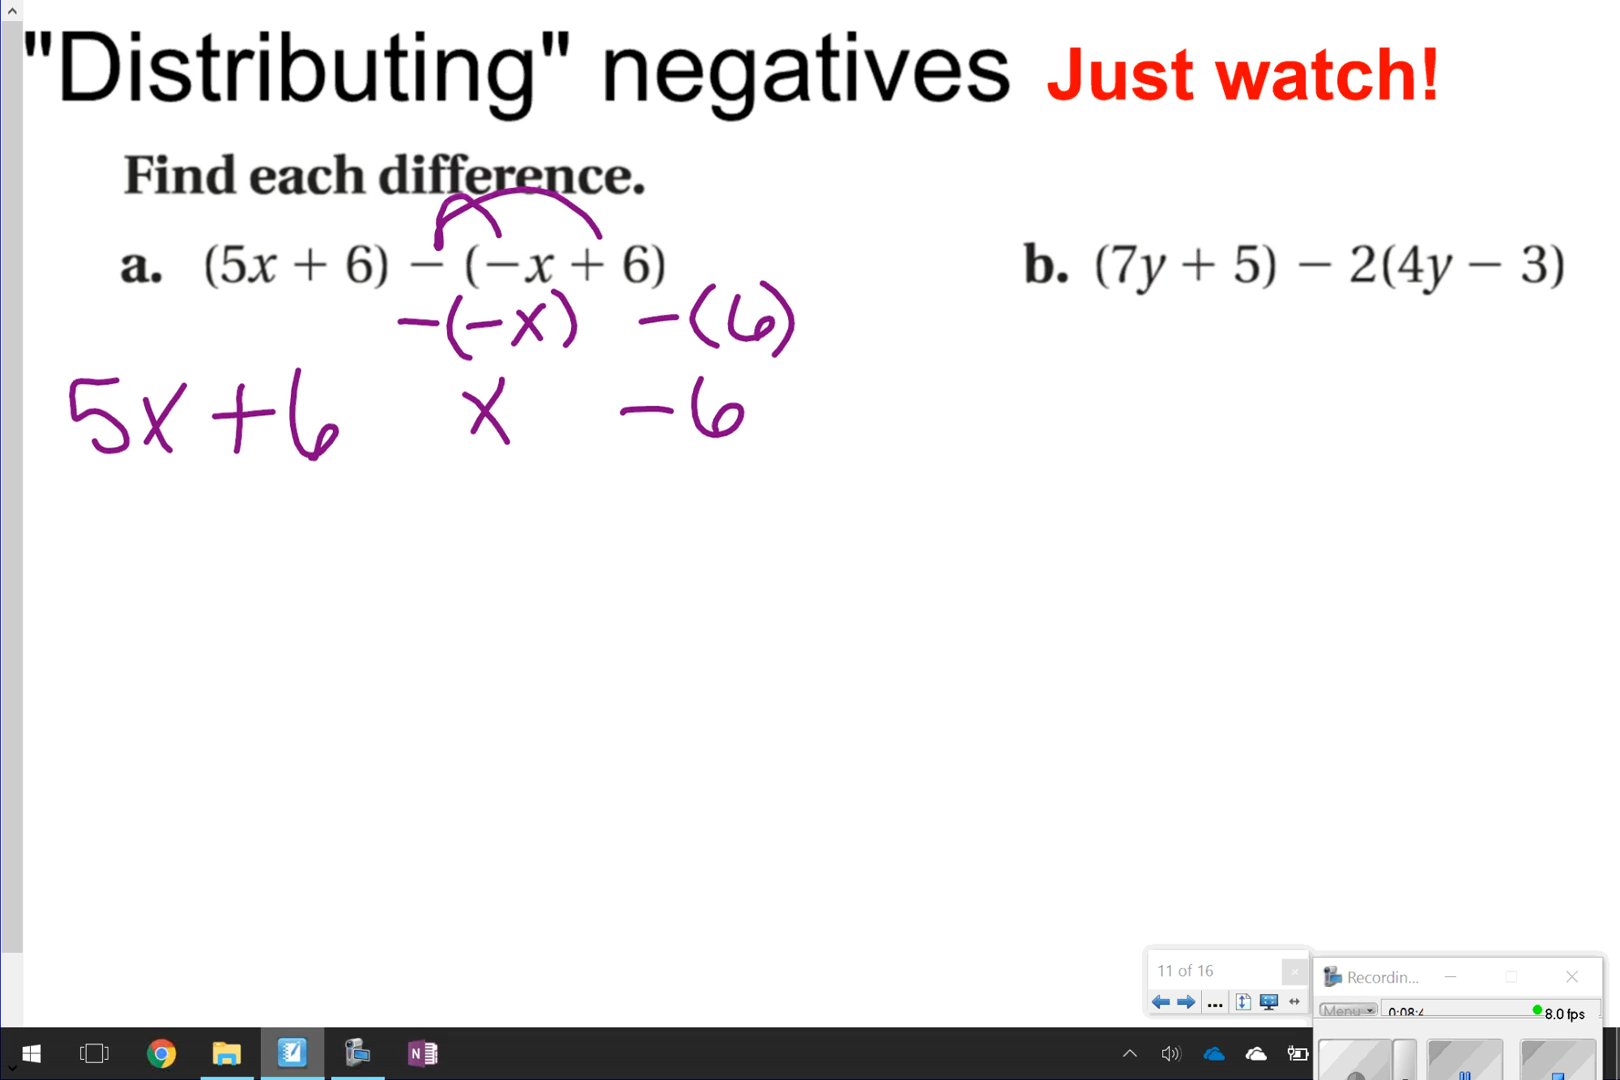 "Distributing" negatives Just watch!
Find each difference.
a. (5x + 6) − (−x + 6)
b. (7y + 5) − 2(4y − 3)
−(−x) −(6)
5x + 6 x − 6
11 of 16
Recordin...
Menu
8.0 fps
N